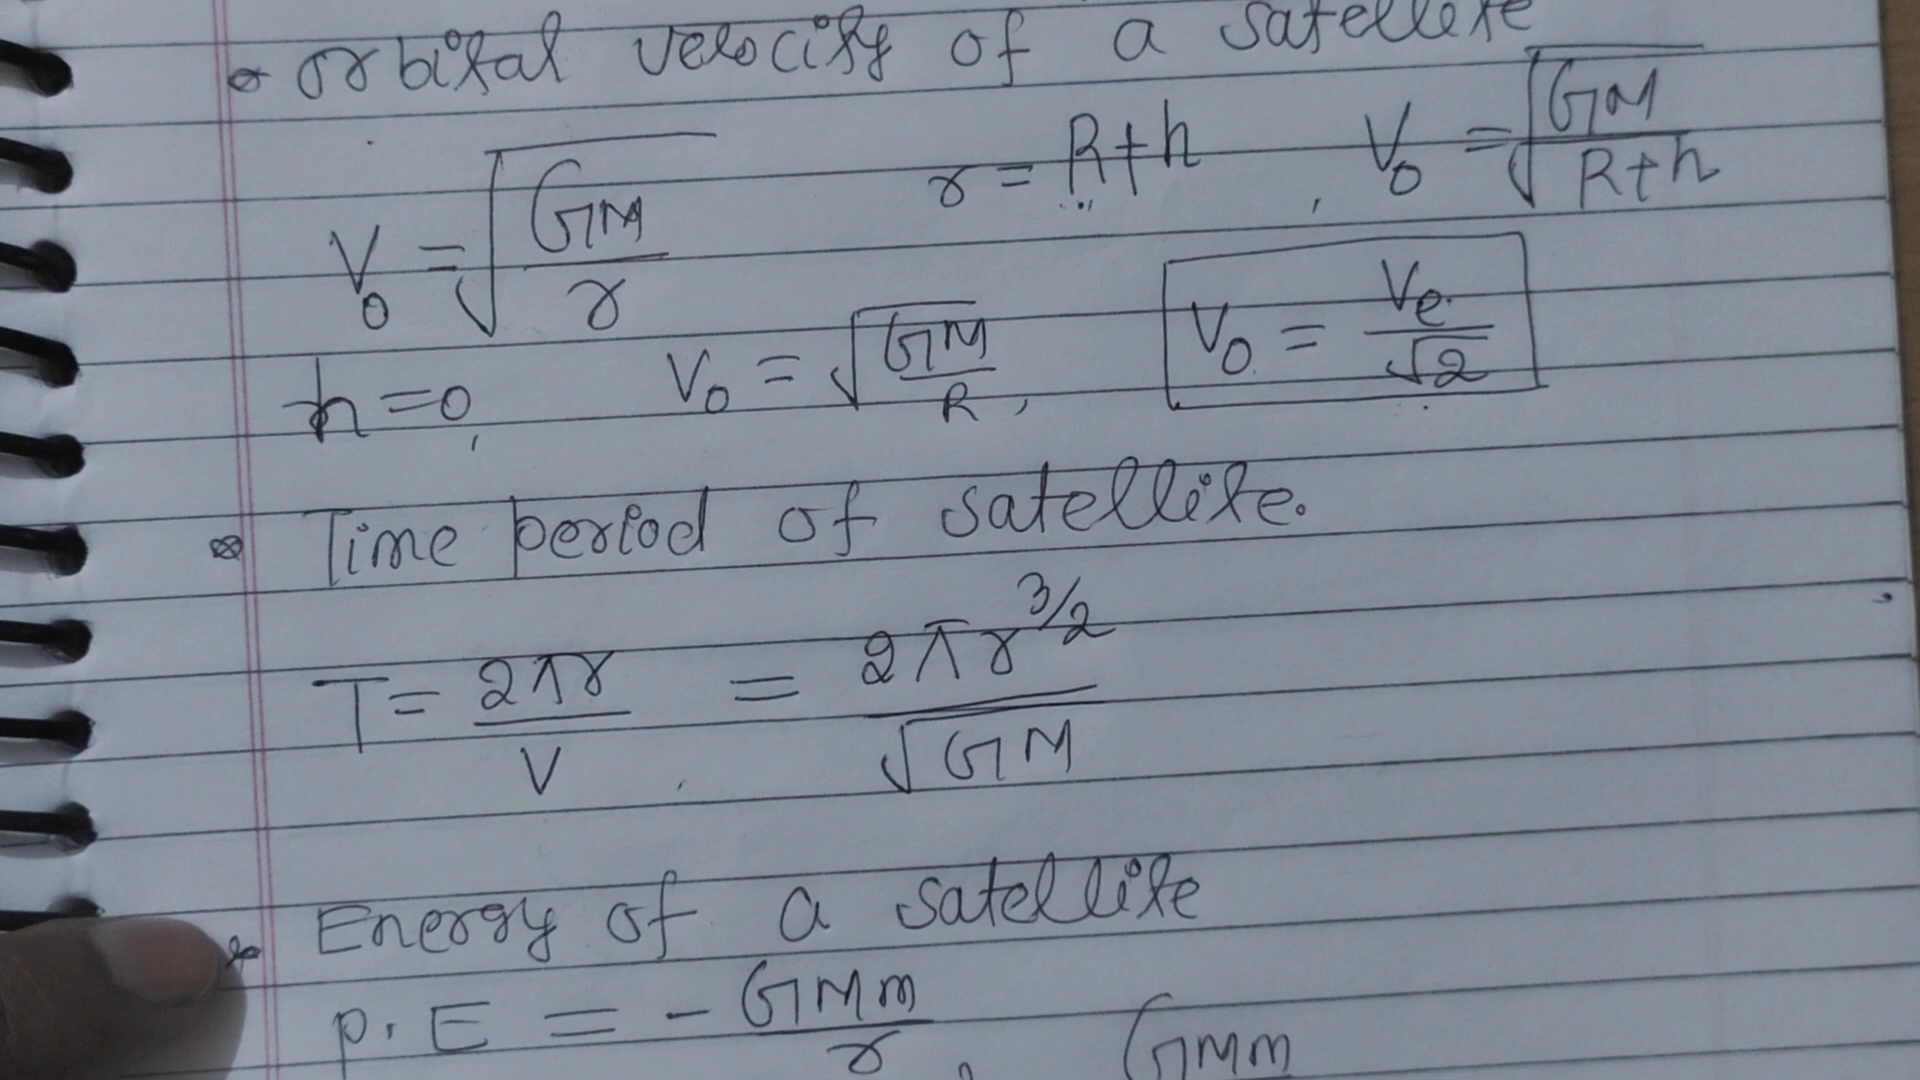 Orbital velocity of a satellite
V₀ = √(GM/r) r = R+h , V₀ = √(GM/R+h)
h=0, V₀ = √(GM/R) , V₀ = Ve/√2
Time period of satellite.
T = 2πr/V = 2πr^3/2/√GM
Energy of a satellite
P.E = -GMm/r , GMm